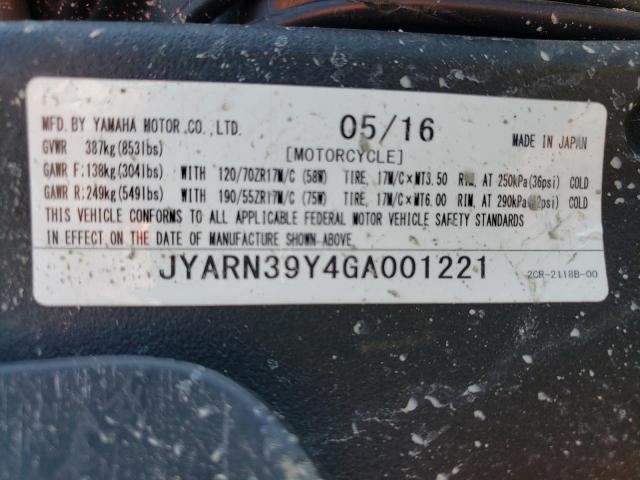 MFD. BY YAMAHA MOTOR CO., LTD. 05/16 MADE IN JAPAN
GVWR 387kg(853lbs) [MOTORCYCLE]
GAWR F:138kg(304lbs) WITH 120/70ZR17M/C (58W) TIRE, 17M/C×MT3.50 RIM, AT 250kPa(36psi) COLD
GAWR R:249kg(549lbs) WITH 190/55ZR17M/C (75W) TIRE, 17M/C×MT6.00 RIM, AT COLD
THIS VEHICLE CONFORMS TO ALL APPLICABLE FEDERAL MOTOR VEHICLE SAFETY STANDARDS
IN EFFECT ON THE DATE OF MANUFACTURE SHOWN ABOVE.
JYARN39Y4GA001221 2CR-2118B-00